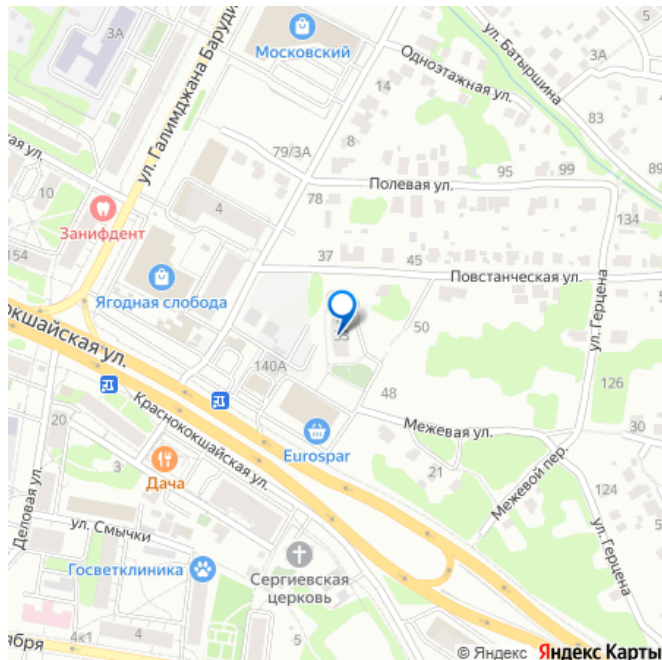 3А
Московский
ул. Галимджана Баруди
ул. Батыршина
3А
5
Одноэтажная ул.
14
83
8
79/3А
95
99
89
ская ул.
10
4
78
Полевая ул.
134
Занифдент
154
37
45
Повстанческая ул.
Ягодная слобода
ул. Герцена
кокшайская ул.
50
140А
126
48
20
Краснококшайская ул.
Межевая ул.
30
Eurospar
3
Дача
21
Межевой пер.
124
Деловая ул.
ул. Смычки
Госветклиника
Сергиевская
церковь
ул. Герцена
4к1
4
5
ября
© Яндекс
Яндекс Карты